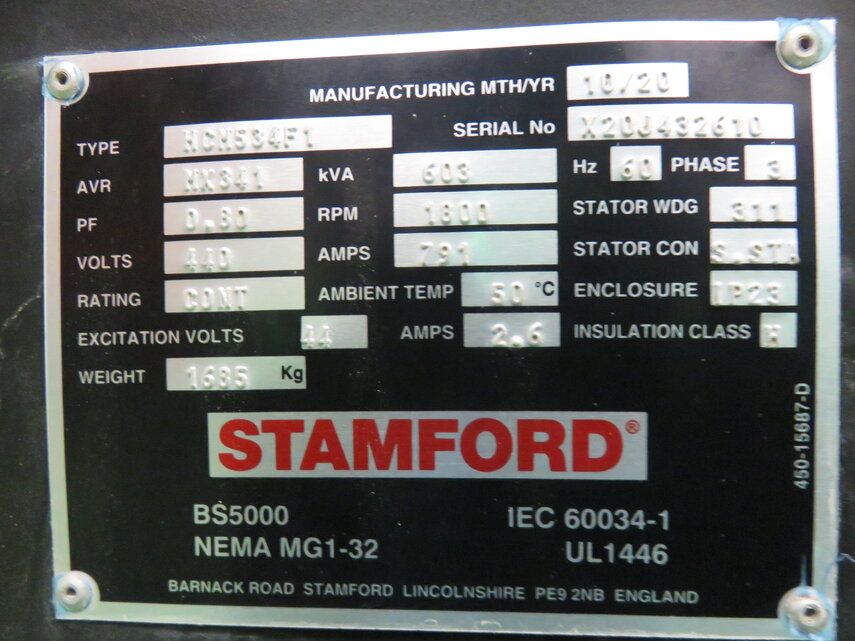 MANUFACTURING MTH/YR 10/20
TYPE HCM534F1 SERIAL No X20J432610
AVR MX341 kVA 603 Hz 60 PHASE 3
PF 0.80 RPM 1800 STATOR WDG 311
VOLTS 440 AMPS 791 STATOR CON S.STA
RATING CONT AMBIENT TEMP 50 °C ENCLOSURE IP23
EXCITATION VOLTS 44 AMPS 2.6 INSULATION CLASS H
WEIGHT 1685 Kg
STAMFORD®
BS5000 IEC 60034-1
NEMA MG1-32 UL1446
BARNACK ROAD STAMFORD LINCOLNSHIRE PE9 2NB ENGLAND
450-15687-D